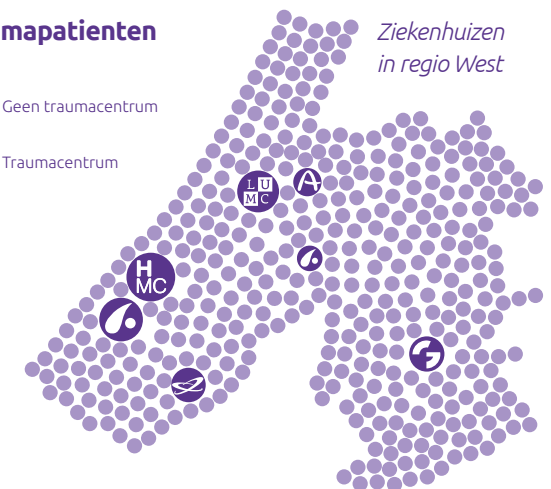 mapatienten
Ziekenhuizen
in regio West
Geen traumacentrum
Traumacentrum
L U
M C
A
H
MC